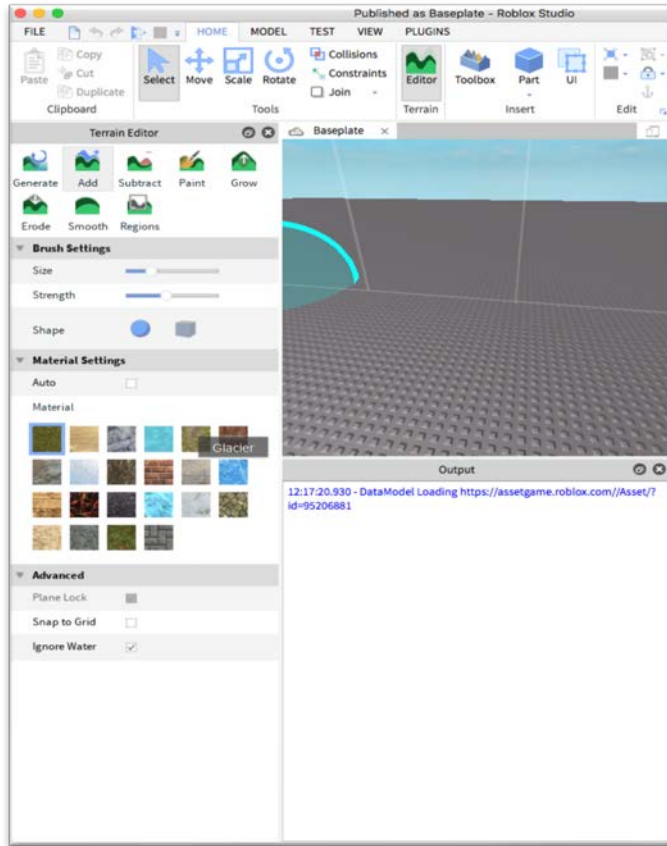 Published as Baseplate - Roblox Studio
FILE HOME MODEL TEST VIEW PLUGINS
Paste
Copy
Cut
Duplicate
Select Move Scale Rotate
Collisions
Constraints
Join
Editor
Toolbox Part UI
Clipboard Tools Terrain Insert Edit
Terrain Editor
Baseplate
Generate Add Subtract Paint Grow
Erode Smooth Regions
Brush Settings
Size
Strength
Shape
Material Settings
Auto
Material
Glacier
Advanced
Plane Lock
Snap to Grid
Ignore Water
Output
12:17:20.930 - DataModel Loading https://assetgame.roblox.com//Asset/?
id=95206881